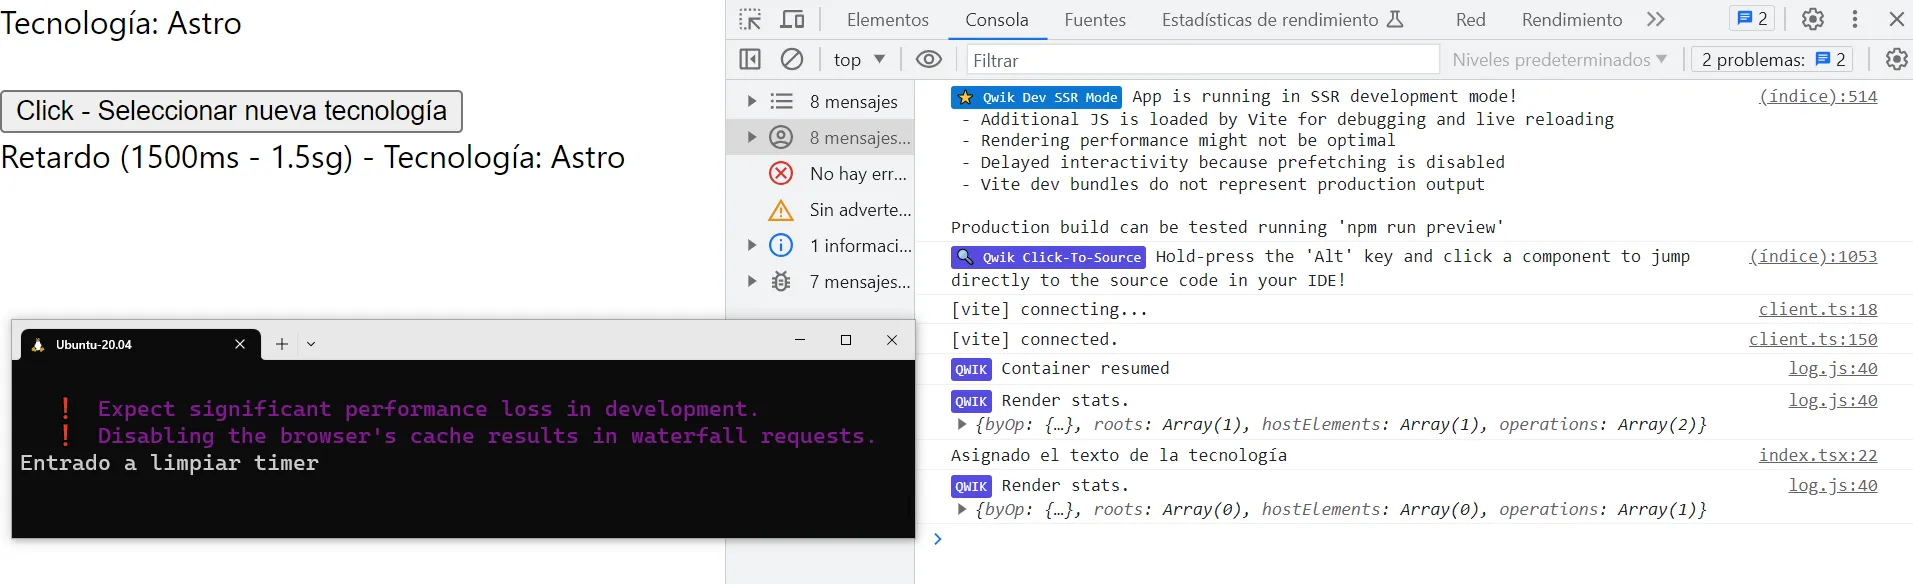 Tecnología: Astro
Click - Seleccionar nueva tecnología
Retardo (1500ms - 1.5sg) - Tecnología: Astro
Ubuntu-20.04
! Expect significant performance loss in development.
! Disabling the browser's cache results in waterfall requests.
Entrado a limpiar timer
Elementos Consola Fuentes Estadísticas de rendimiento Red Rendimiento 2
top Filtrar Niveles predeterminados 2 problemas: 2
8 mensajes
8 mensajes...
No hay err...
Sin adverte...
1 informaci...
7 mensajes...
Qwik Dev SSR Mode App is running in SSR development mode! (índice):514
- Additional JS is loaded by Vite for debugging and live reloading
- Rendering performance might not be optimal
- Delayed interactivity because prefetching is disabled
- Vite dev bundles do not represent production output
Production build can be tested running 'npm run preview'
Qwik Click-To-Source Hold-press the 'Alt' key and click a component to jump (índice):1053
directly to the source code in your IDE!
[vite] connecting... client.ts:18
[vite] connected. client.ts:150
QWIK Container resumed log.js:40
QWIK Render stats. log.js:40
{byOp: {…}, roots: Array(1), hostElements: Array(1), operations: Array(2)}
Asignado el texto de la tecnología index.tsx:22
QWIK Render stats. log.js:40
{byOp: {…}, roots: Array(0), hostElements: Array(0), operations: Array(1)}